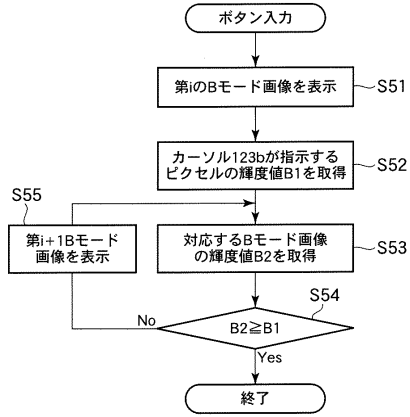 ボタン入力
第iのBモード画像を表示
S51
カーソル123bが指示する
ピクセルの輝度値B1を取得
S52
S55
第i+1Bモード
画像を表示
対応するBモード画像
の輝度値B2を取得
S53
S54
No
B2≧B1
Yes
終了